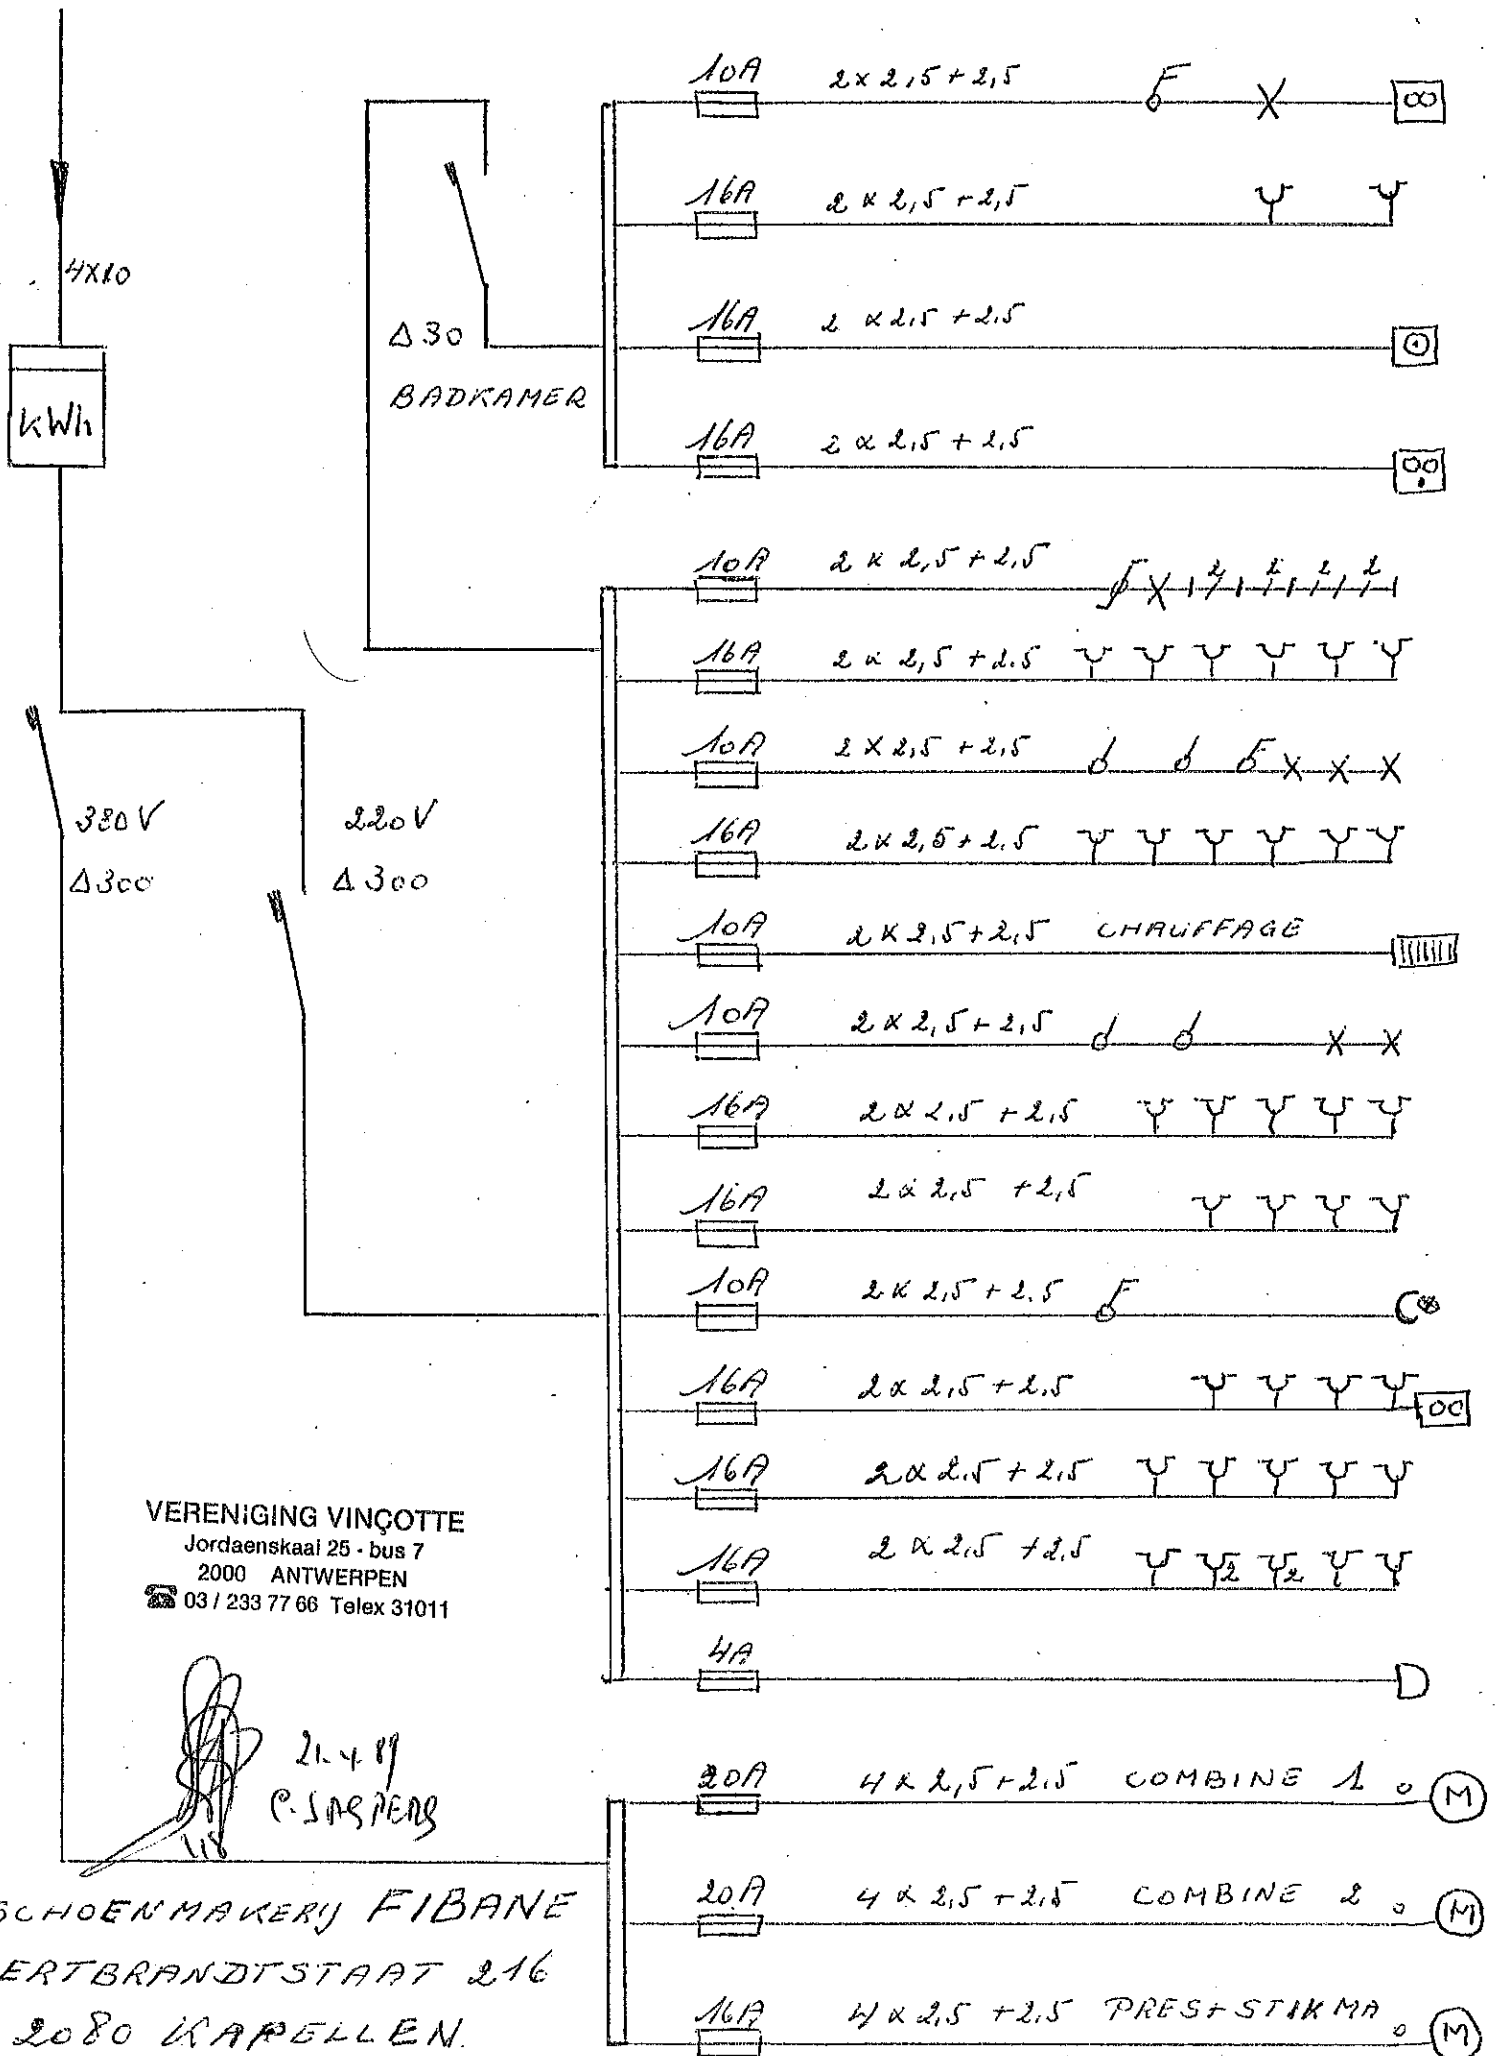 10A 2x2,5+2,5 F
16A 2x2,5+2,5
4x10
kWh
Δ30
BADKAMER
16A 2x2,5+2,5
16A 2x2,5+2,5
10A 2x2,5+2,5 2 2 2 2
16A 2x2,5+2.5
10A 2x2,5+2,5 F
380V
Δ300
220V
Δ300
16A 2x2,5+2,5
10A 2x2,5+2,5 CHAUFFAGE
10A 2x2,5+2,5
16A 2x2,5+2,5
16A 2x2,5+2,5
10A 2x2,5+2.5 F
16A 2x2,5+2,5
16A 2x2.5+2,5
16A 2x2,5+2,5 2 2
4A
VERENIGING VINÇOTTE
Jordaenskaai 25 - bus 7
2000 ANTWERPEN
☎ 03 / 233 77 66 Telex 31011
21.4.89
20A 4x2,5+2,5 COMBINE 1 M
20A 4x2,5+2,5 COMBINE 2 M
16A 4x2,5+2,5 PRES+STIKMA M
SCHOENMAKERIJ FIBANE
ERTBRANDTSTAAT 216
2080 KAPELLEN.